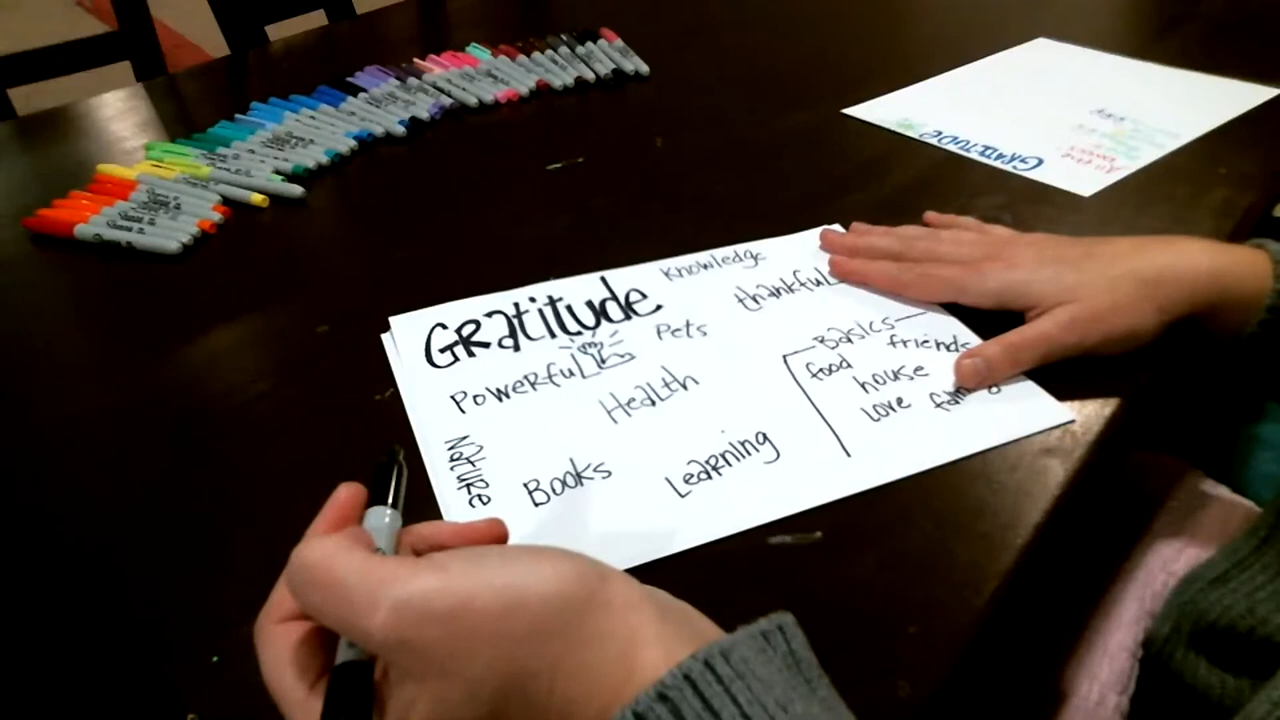 Gratitude
Knowledge
thankful
Powerful
Pets
Health
Basics
food
friends
house
love
Nature
Books
Learning
GRATITUDE